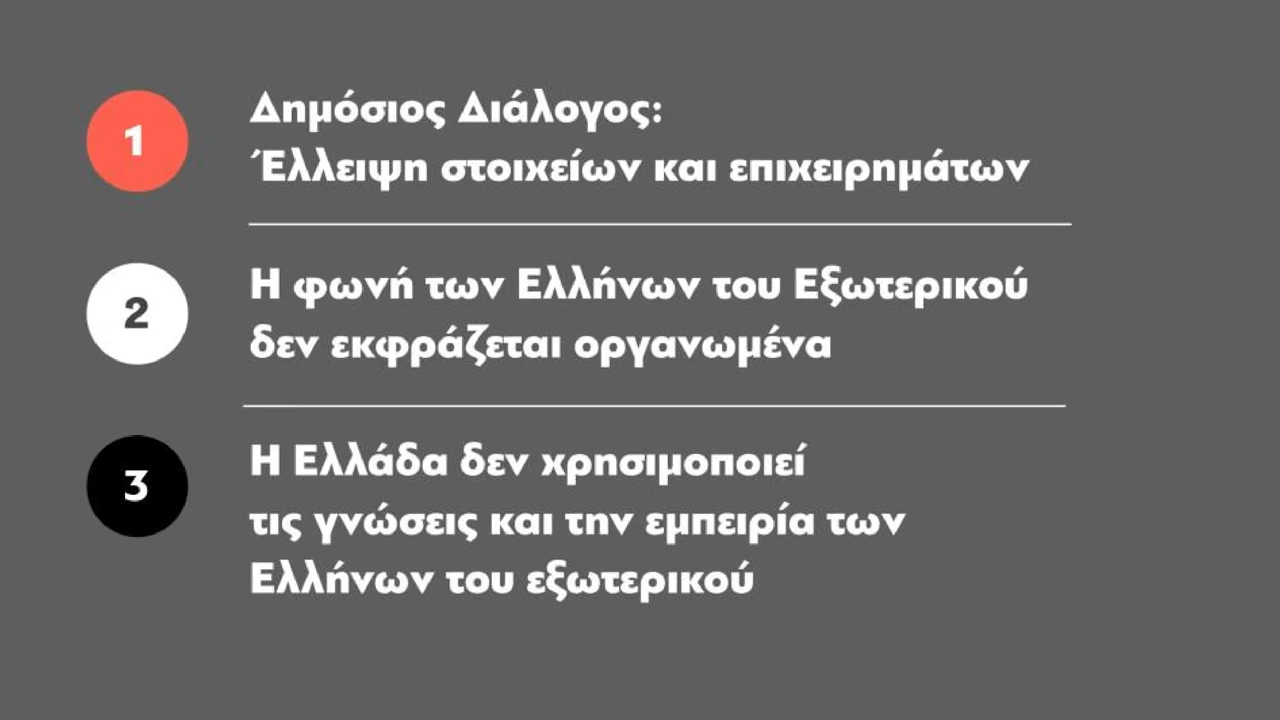 1
Δημόσιος Διάλογος:
Έλλειψη στοιχείων και επιχειρημάτων
2
Η φωνή των Ελλήνων του Εξωτερικού
δεν εκφράζεται οργανωμένα
3
Η Ελλάδα δεν χρησιμοποιεί
τις γνώσεις και την εμπειρία των
Ελλήνων του εξωτερικού